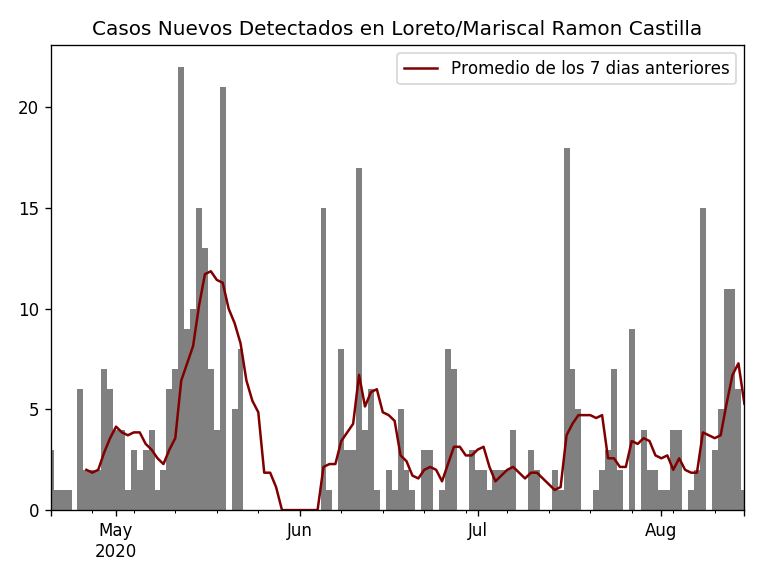 Casos Nuevos Detectados en Loreto/Mariscal Ramon Castilla
Promedio de los 7 dias anteriores
20
15
10
5
0
May Jun Jul Aug
2020